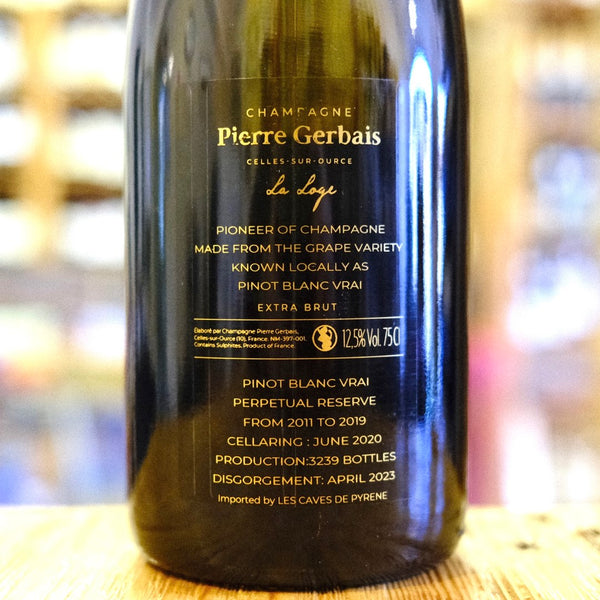 CHAMPAGNE
Pierre Gerbais
CELLES-SUR-OURCE
La Loge
PIONEER OF CHAMPAGNE
MADE FROM THE GRAPE VARIETY
KNOWN LOCALLY AS
PINOT BLANC VRAI
EXTRA BRUT
Elaboré par Champagne Pierre Gerbais,
Celles-sur-Ource (10), France. NM-397-001.
Contains Sulphites, Product of France.
12,5% Vol. 75Cl
PINOT BLANC VRAI
PERPETUAL RESERVE
FROM 2011 TO 2019
CELLARING : JUNE 2020
PRODUCTION:3239 BOTTLES
DISGORGEMENT: APRIL 2023
Imported by LES CAVES DE PYRENE